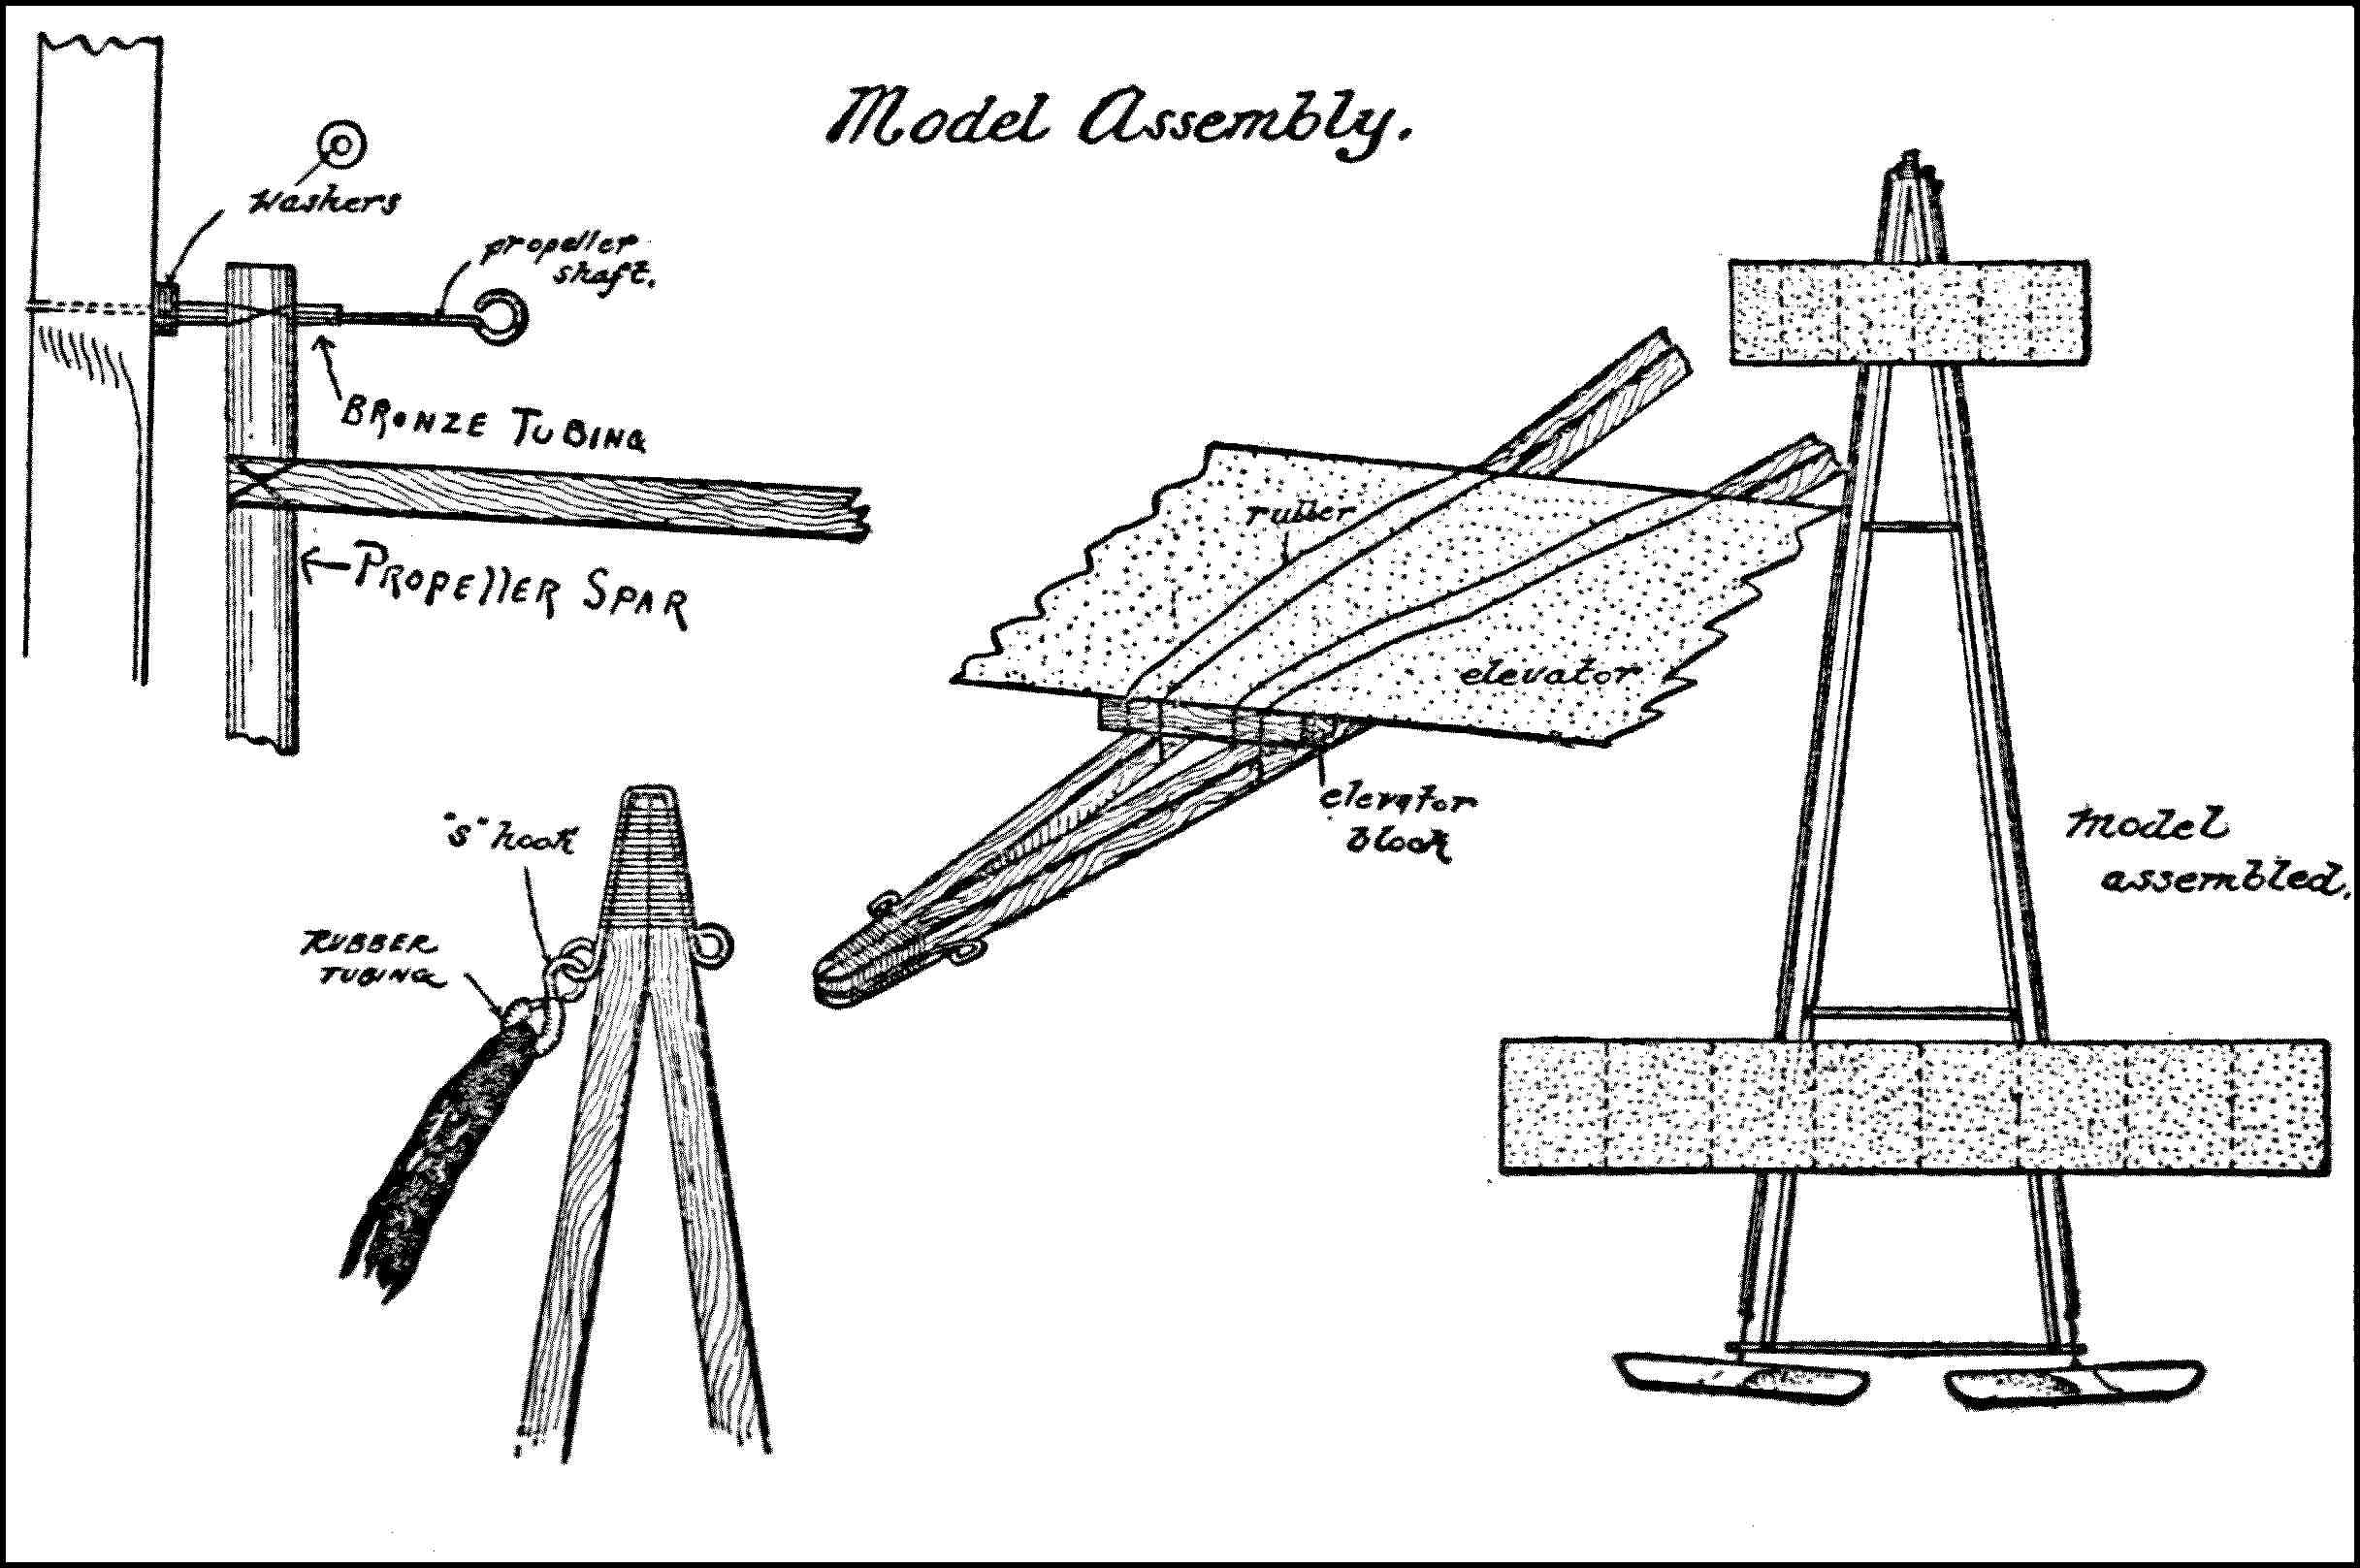 Model Assembly.
washers
propeller
shaft.
BRONZE TUBING
PROPELLER SPAR
rubber
elevator
elevator
block
"s" hook
RUBBER
TUBING
model
assembled.